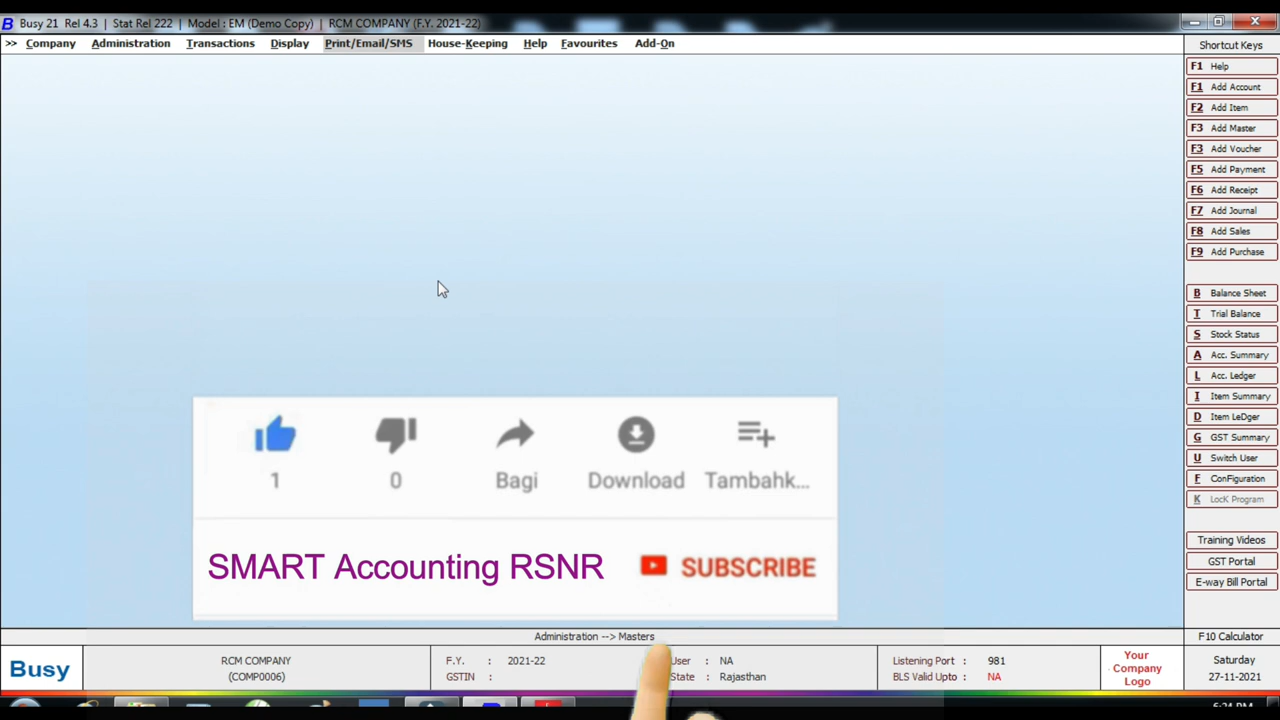 Busy 21 Rel 4.3 | Stat Rel 222 | Model : EM (Demo Copy) | RCM COMPANY (F.Y. 2021-22)
>> Company Administration Transactions Display Print/Email/SMS House-Keeping Help Favourites Add-On
Shortcut Keys
F1 Help
F1 Add Account
F2 Add Item
F3 Add Master
F3 Add Voucher
F5 Add Payment
F6 Add Receipt
F7 Add Journal
F8 Add Sales
F9 Add Purchase
B Balance Sheet
T Trial Balance
S Stock Status
A Acc. Summary
L Acc. Ledger
I Item Summary
D Item LeDger
G GST Summary
U Switch User
F ConFiguration
K LocK Program
Training Videos
GST Portal
E-way Bill Portal
1 0 Bagi Download Tambahk...
SMART Accounting RSNR SUBSCRIBE
Administration --> Masters
F10 Calculator
Busy
RCM COMPANY
(COMP0006)
F.Y. : 2021-22
GSTIN :
User : NA
State : Rajasthan
Listening Port : 981
BLS Valid Upto : NA
Your
Company
Logo
Saturday
27-11-2021